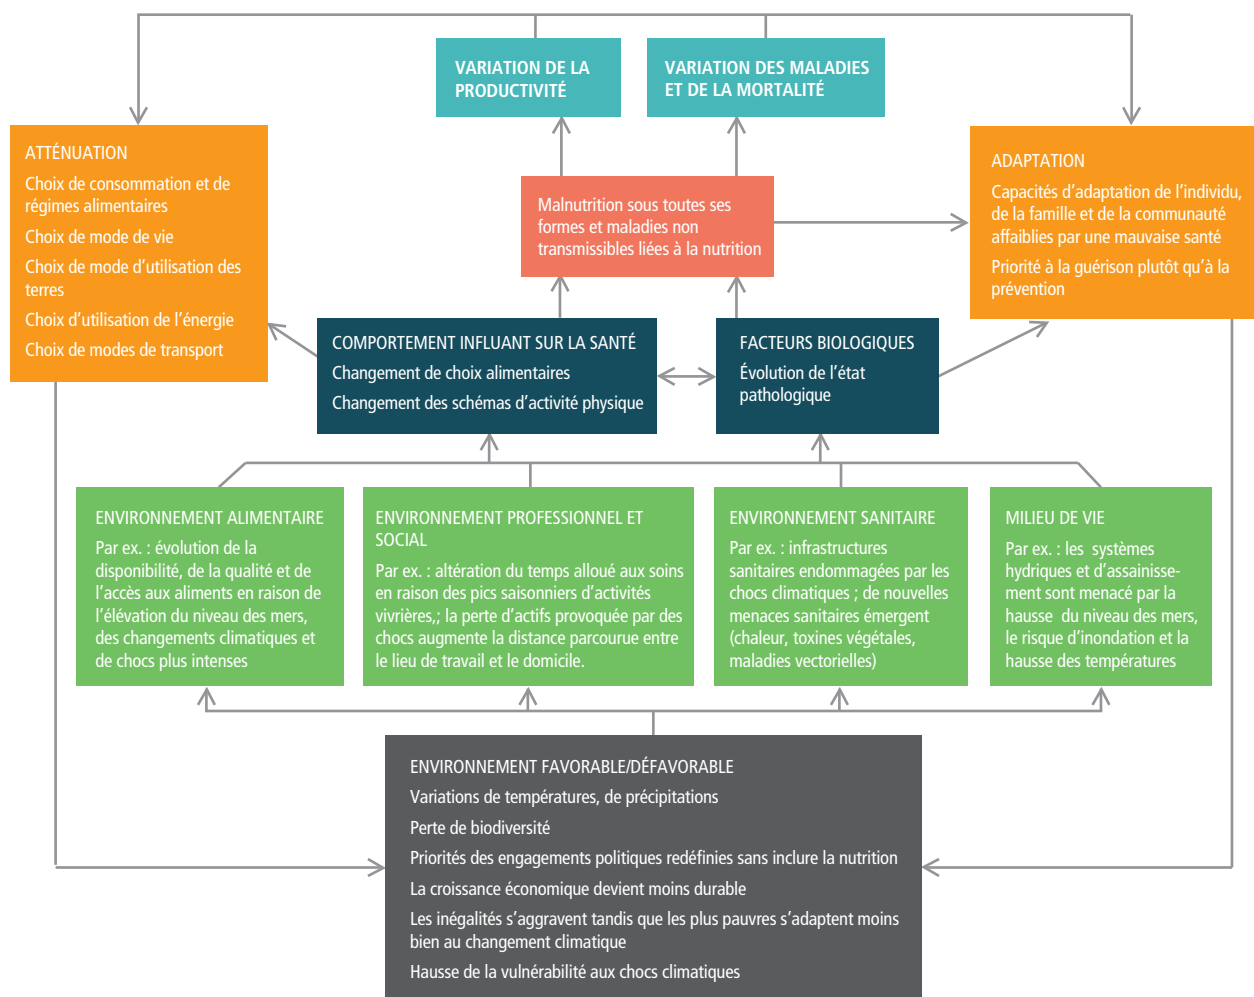 VARIATION DE LA
PRODUCTIVITÉ
VARIATION DES MALADIES
ET DE LA MORTALITÉ
ATTÉNUATION
Choix de consommation et de
régimes alimentaires
Choix de mode de vie
Choix de mode d’utilisation des
terres
Choix d’utilisation de l’énergie
Choix de modes de transport
Malnutrition sous toutes ses
formes et maladies non
transmissibles liées à la nutrition
ADAPTATION
Capacités d’adaptation de l’individu,
de la famille et de la communauté
affaiblies par une mauvaise santé
Priorité à la guérison plutôt qu’à la
prévention
COMPORTEMENT INFLUANT SUR LA SANTÉ
Changement de choix alimentaires
Changement des schémas d’activité physique
FACTEURS BIOLOGIQUES
Évolution de l’état
pathologique
ENVIRONNEMENT ALIMENTAIRE
Par ex. : évolution de la
disponibilité, de la qualité et de
l’accès aux aliments en raison de
l’élévation du niveau des mers,
des changements climatiques et
de chocs plus intenses
ENVIRONNEMENT PROFESSIONNEL ET
SOCIAL
Par ex. : altération du temps alloué aux soins
en raison des pics saisonniers d’activités
vivrières,; la perte d’actifs provoquée par des
chocs augmente la distance parcourue entre
le lieu de travail et le domicile.
ENVIRONNEMENT SANITAIRE
Par ex. : infrastructures
sanitaires endommagées par les
chocs climatiques ; de nouvelles
menaces sanitaires émergent
(chaleur, toxines végétales,
maladies vectorielles)
MILIEU DE VIE
Par ex. : les systèmes
hydriques et d’assainisse-
ment sont menacé par la
hausse du niveau des mers,
le risque d’inondation et la
hausse des températures
ENVIRONNEMENT FAVORABLE/DÉFAVORABLE
Variations de températures, de précipitations
Perte de biodiversité
Priorités des engagements politiques redéfinies sans inclure la nutrition
La croissance économique devient moins durable
Les inégalités s’aggravent tandis que les plus pauvres s’adaptent moins
bien au changement climatique
Hausse de la vulnérabilité aux chocs climatiques